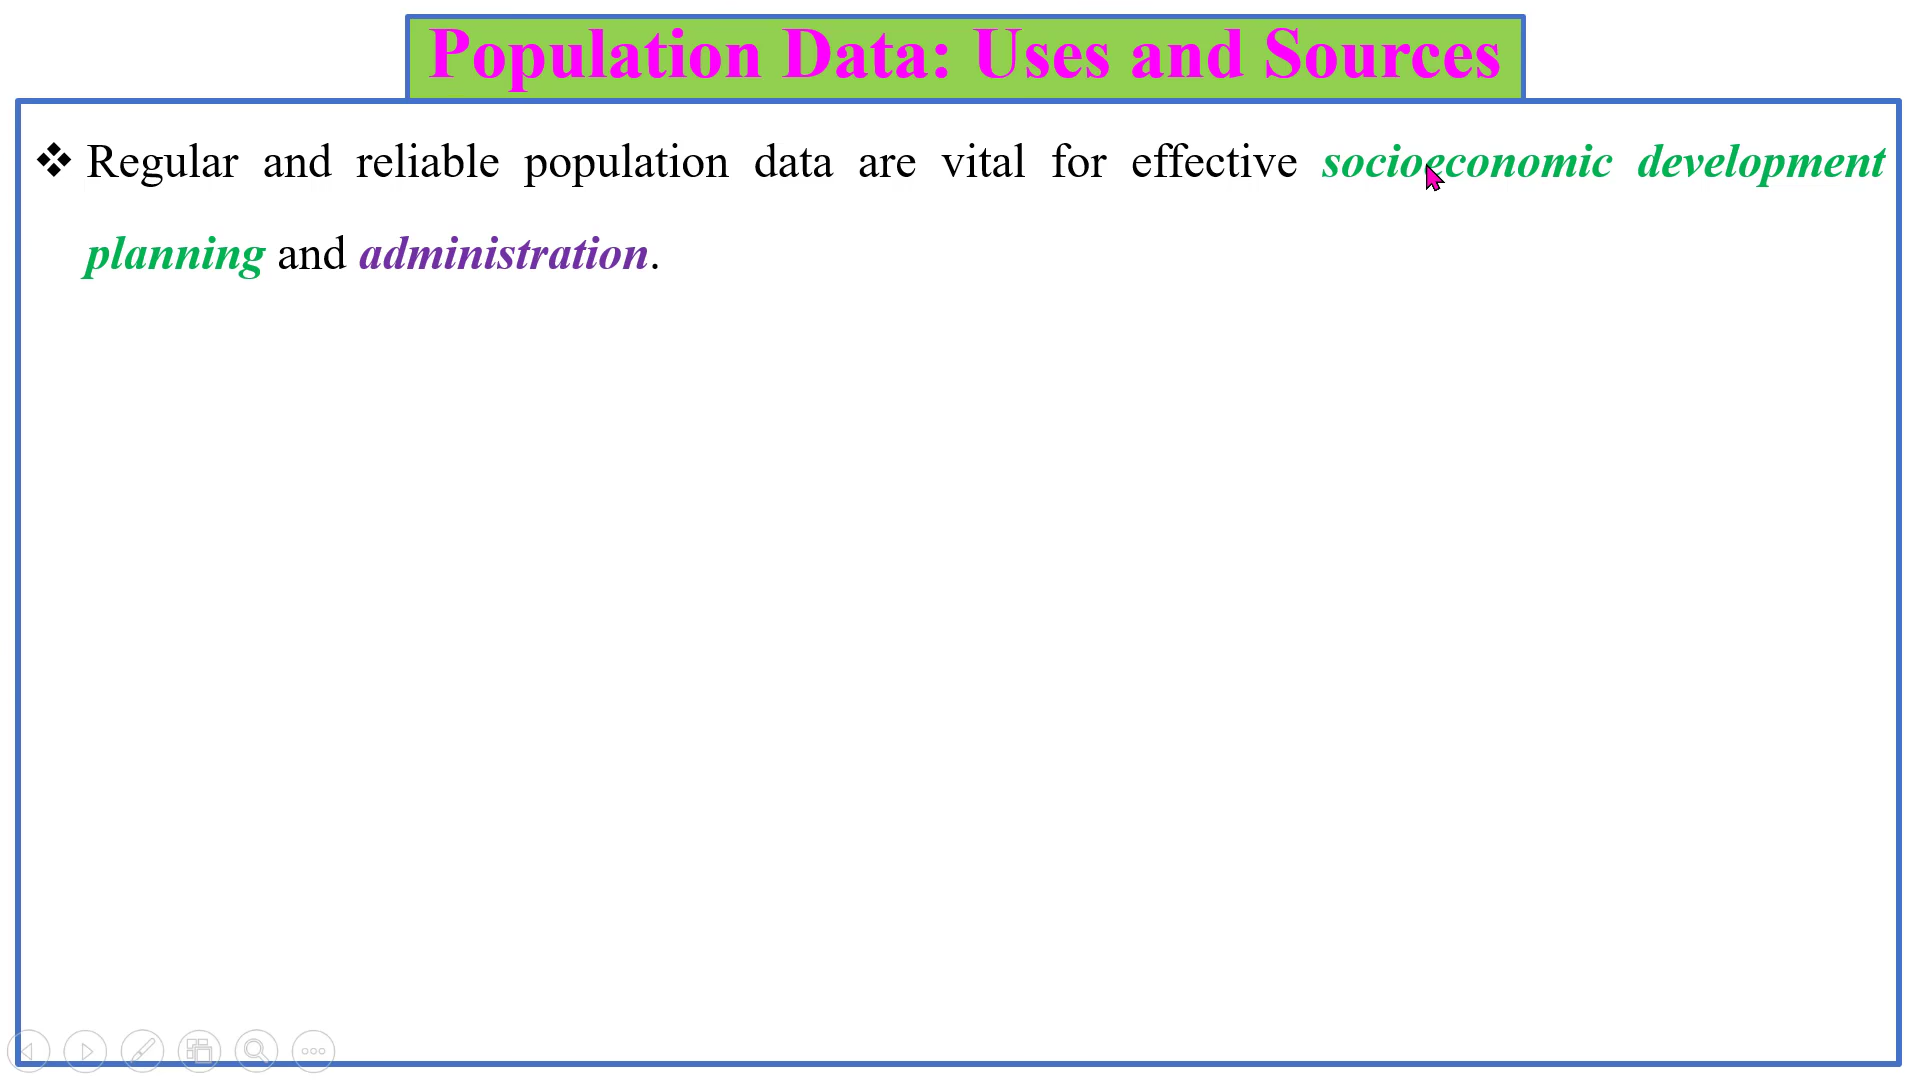 Population Data: Uses and Sources
❖ Regular and reliable population data are vital for effective socioeconomic development
planning and administration.